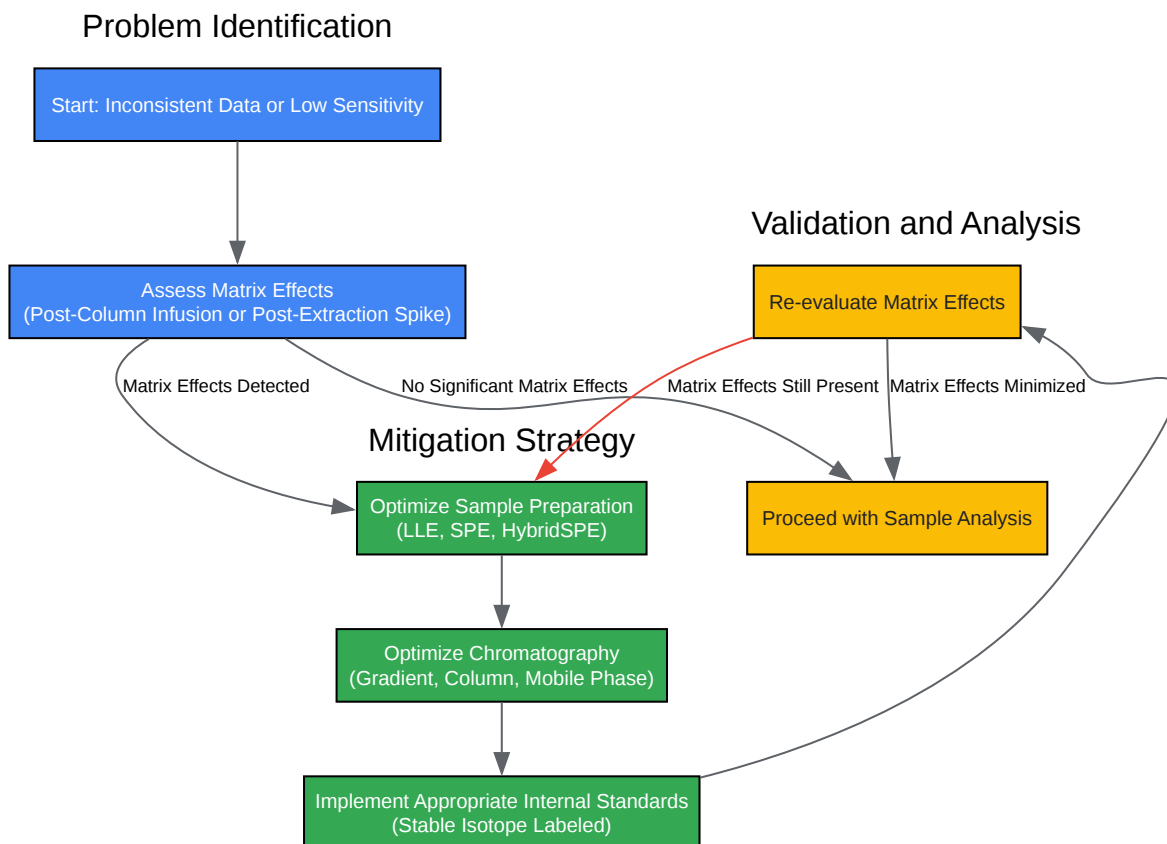 Problem Identification
Start: Inconsistent Data or Low Sensitivity
Validation and Analysis
Assess Matrix Effects
(Post-Column Infusion or Post-Extraction Spike)
Re-evaluate Matrix Effects
Matrix Effects Detected
No Significant Matrix Effects
Matrix Effects Still Present
Matrix Effects Minimized
Mitigation Strategy
Optimize Sample Preparation
(LLE, SPE, HybridSPE)
Proceed with Sample Analysis
Optimize Chromatography
(Gradient, Column, Mobile Phase)
Implement Appropriate Internal Standards
(Stable Isotope Labeled)